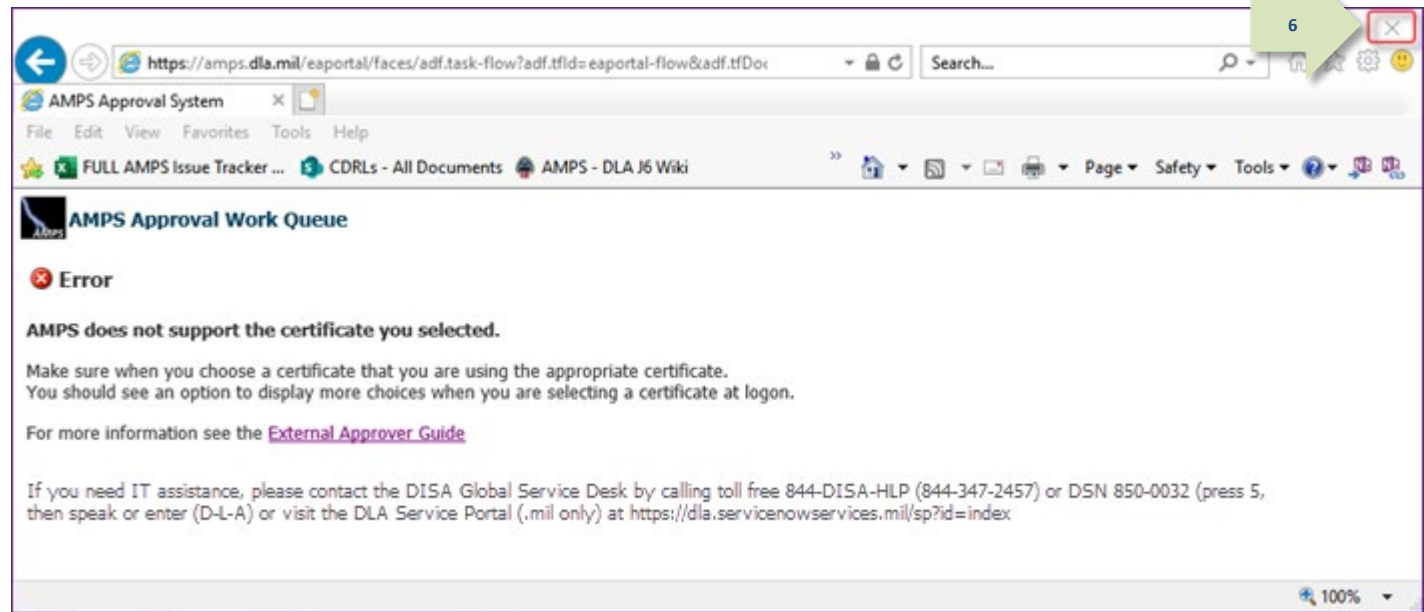 6
https://amps.dla.mil/eaportal/faces/adf.task-flow?adf.tfId=eaportal-flow&adf.tfDoc
Search...
AMPS Approval System
File Edit View Favorites Tools Help
FULL AMPS Issue Tracker ... CDRLs - All Documents AMPS - DLA J6 Wiki » Page Safety Tools
AMPS AMPS Approval Work Queue
Error
AMPS does not support the certificate you selected.
Make sure when you choose a certificate that you are using the appropriate certificate.
You should see an option to display more choices when you are selecting a certificate at logon.
For more information see the External Approver Guide
If you need IT assistance, please contact the DISA Global Service Desk by calling toll free 844-DISA-HLP (844-347-2457) or DSN 850-0032 (press 5,
then speak or enter (D-L-A) or visit the DLA Service Portal (.mil only) at https://dla.servicenowservices.mil/sp?id=index
100%